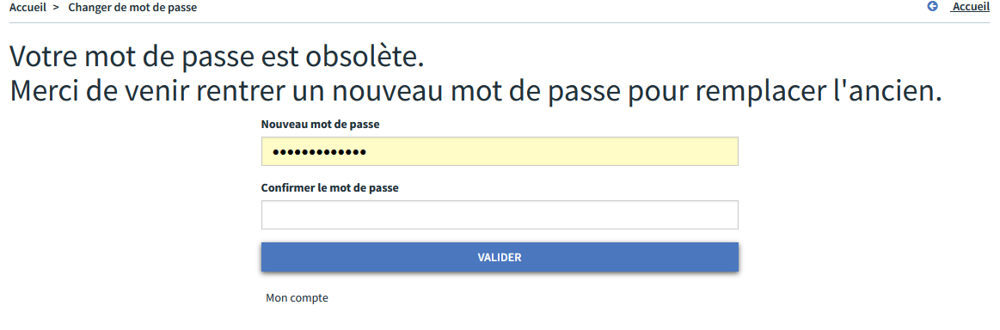 Accueil > Changer de mot de passe
Accueil
Votre mot de passe est obsolète.
Merci de venir rentrer un nouveau mot de passe pour remplacer l'ancien.
Nouveau mot de passe
•••••••••••••
Confirmer le mot de passe
VALIDER
Mon compte